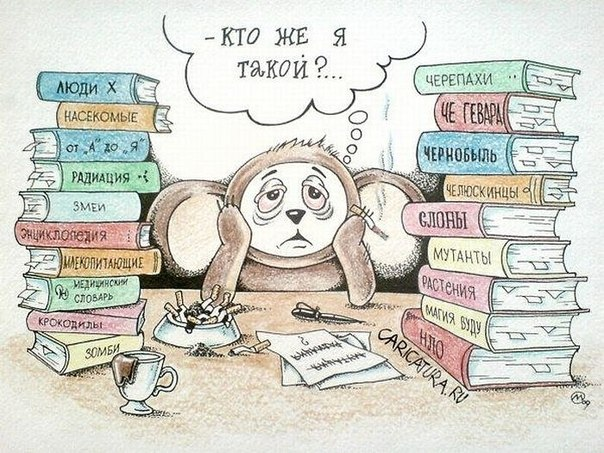 - КТО ЖЕ Я
ТАКОЙ?...
ЛЮДИ X
НАСЕКОМЫЕ
ОТ „А" ДО „Я"
РАДИАЦИЯ
ЗМЕИ
ЭНЦИКЛОПЕДИЯ
МЛЕКОПИТАЮЩИЕ
МЕДИЦИНСКИЙ
СЛОВАРЬ
КРОКОДИЛЫ
ЗОМБИ
ЧЕРЕПАХИ
ЧЕ ГЕВАРА
ЧЕРНОБЫЛЬ
ЧЕЛЮСКИНЦЫ
СЛОНЫ
МУТАНТЫ
РАСТЕНИЯ
МАГИЯ ВУДУ
НЛО
CARICATURA.RU